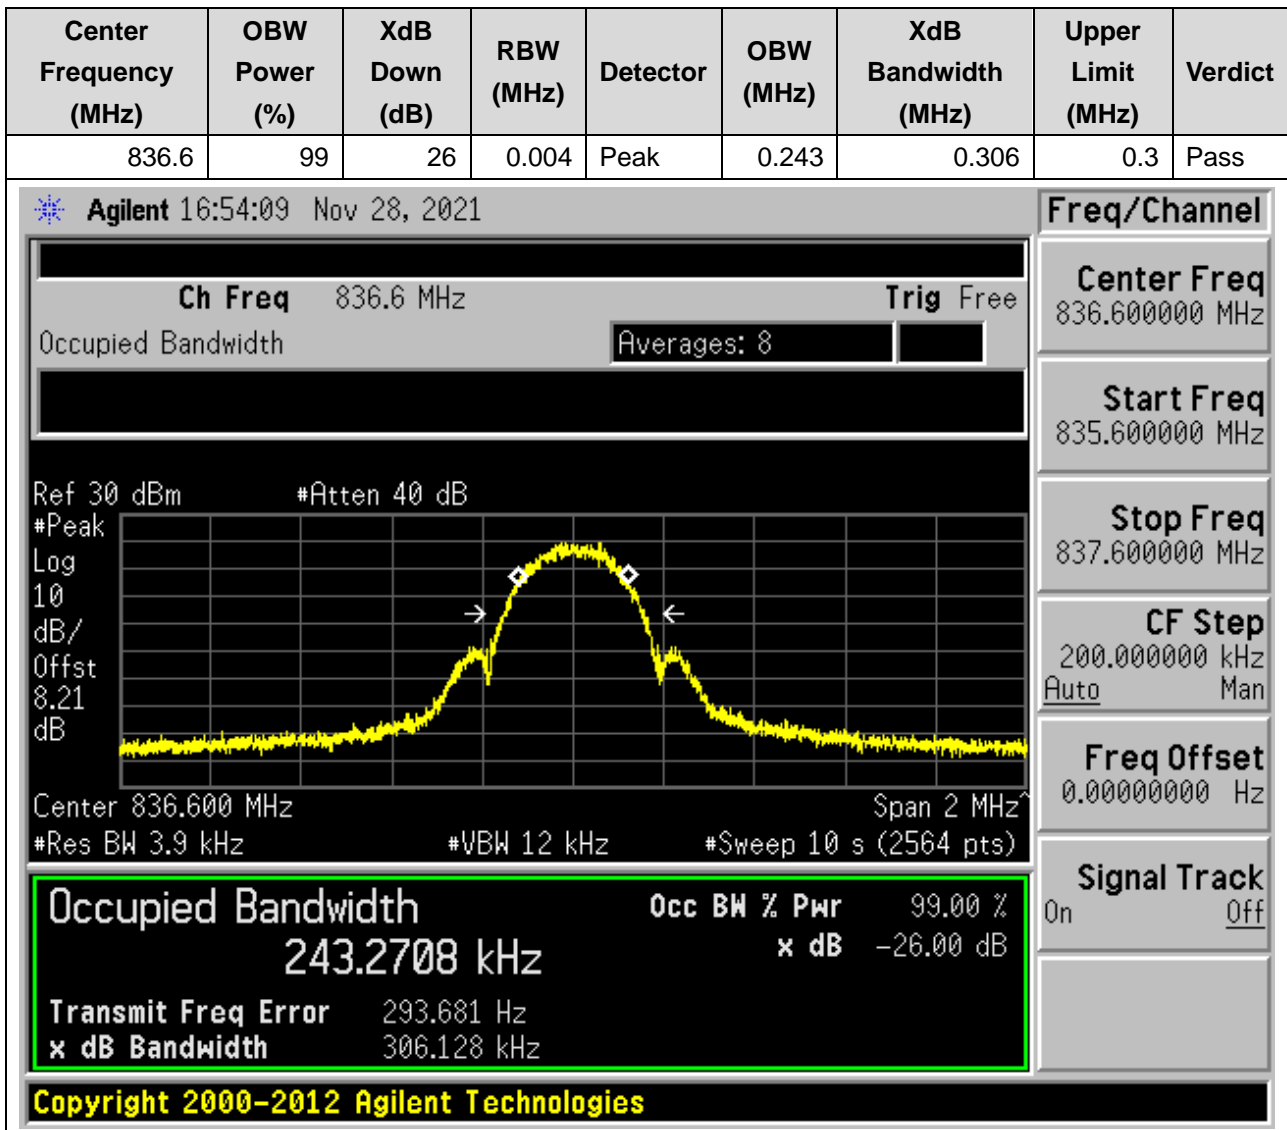 Center Frequency (MHz) OBW Power (%) XdB Down (dB) RBW (MHz) Detector OBW (MHz) XdB Bandwidth (MHz) Upper Limit (MHz) Verdict
836.6 99 26 0.004 Peak 0.243 0.306 0.3 Pass
Agilent 16:54:09 Nov 28, 2021
Freq/Channel
Ch Freq 836.6 MHz Trig Free
Occupied Bandwidth Averages: 8
Ref 30 dBm #Atten 40 dB
#Peak
Log
10
dB/
Offst
8.21
dB
Center 836.600 MHz Span 2 MHz^
#Res BW 3.9 kHz #VBW 12 kHz #Sweep 10 s (2564 pts)
Occupied Bandwidth Occ BW % Pwr 99.00 %
243.2708 kHz x dB -26.00 dB
Transmit Freq Error 293.681 Hz
x dB Bandwidth 306.128 kHz
Center Freq
836.600000 MHz
Start Freq
835.600000 MHz
Stop Freq
837.600000 MHz
CF Step
200.000000 kHz
Auto Man
Freq Offset
0.00000000 Hz
Signal Track
On Off
Copyright 2000-2012 Agilent Technologies